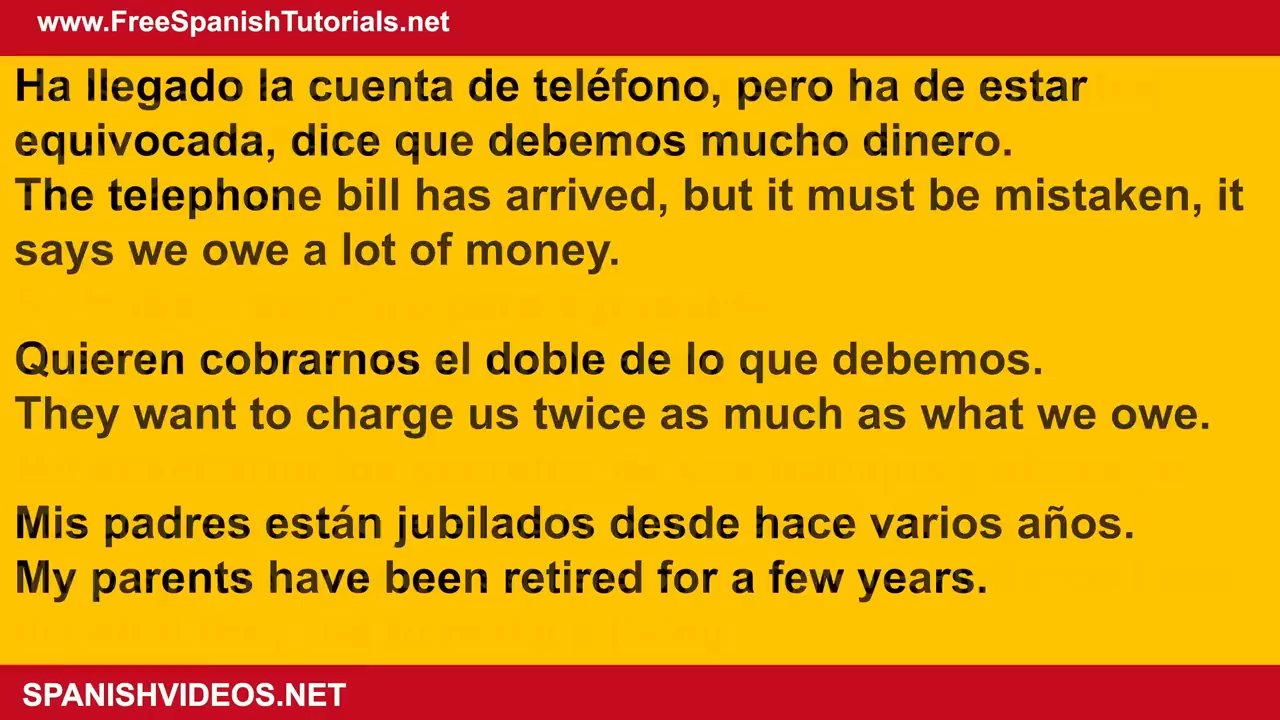 www.FreeSpanishTutorials.net
Ha llegado la cuenta de teléfono, pero ha de estar
equivocada, dice que debemos mucho dinero.
The telephone bill has arrived, but it must be mistaken, it
says we owe a lot of money.
Quieren cobrarnos el doble de lo que debemos.
They want to charge us twice as much as what we owe.
Mis padres están jubilados desde hace varios años.
My parents have been retired for a few years.
SPANISHVIDEOS.NET